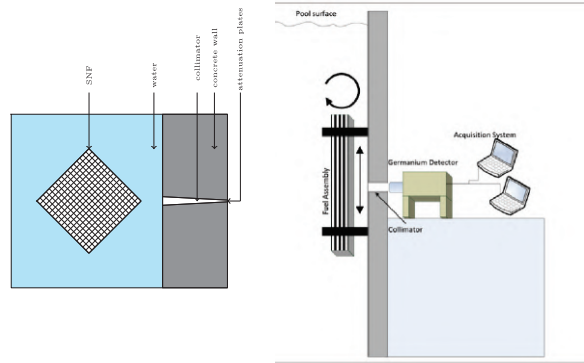 SNF
water
collimator
concrete wall
attenuation plates
Pool surface
Acquisition System
Germanium Detector
Fuel Assembly
Collimator